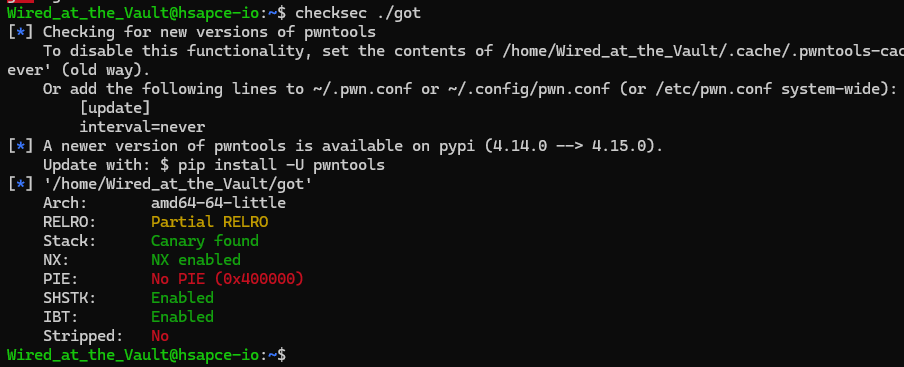 Wired_at_the_Vault@hsapce-io:~$ checksec ./got
[*] Checking for new versions of pwntools
    To disable this functionality, set the contents of /home/Wired_at_the_Vault/.cache/.pwntools-cac
ever' (old way).
    Or add the following lines to ~/.pwn.conf or ~/.config/pwn.conf (or /etc/pwn.conf system-wide):
        [update]
        interval=never
[*] A newer version of pwntools is available on pypi (4.14.0 --> 4.15.0).
    Update with: $ pip install -U pwntools
[*] '/home/Wired_at_the_Vault/got'
    Arch:       amd64-64-little
    RELRO:      Partial RELRO
    Stack:      Canary found
    NX:         NX enabled
    PIE:        No PIE (0x400000)
    SHSTK:      Enabled
    IBT:        Enabled
    Stripped:   No
Wired_at_the_Vault@hsapce-io:~$